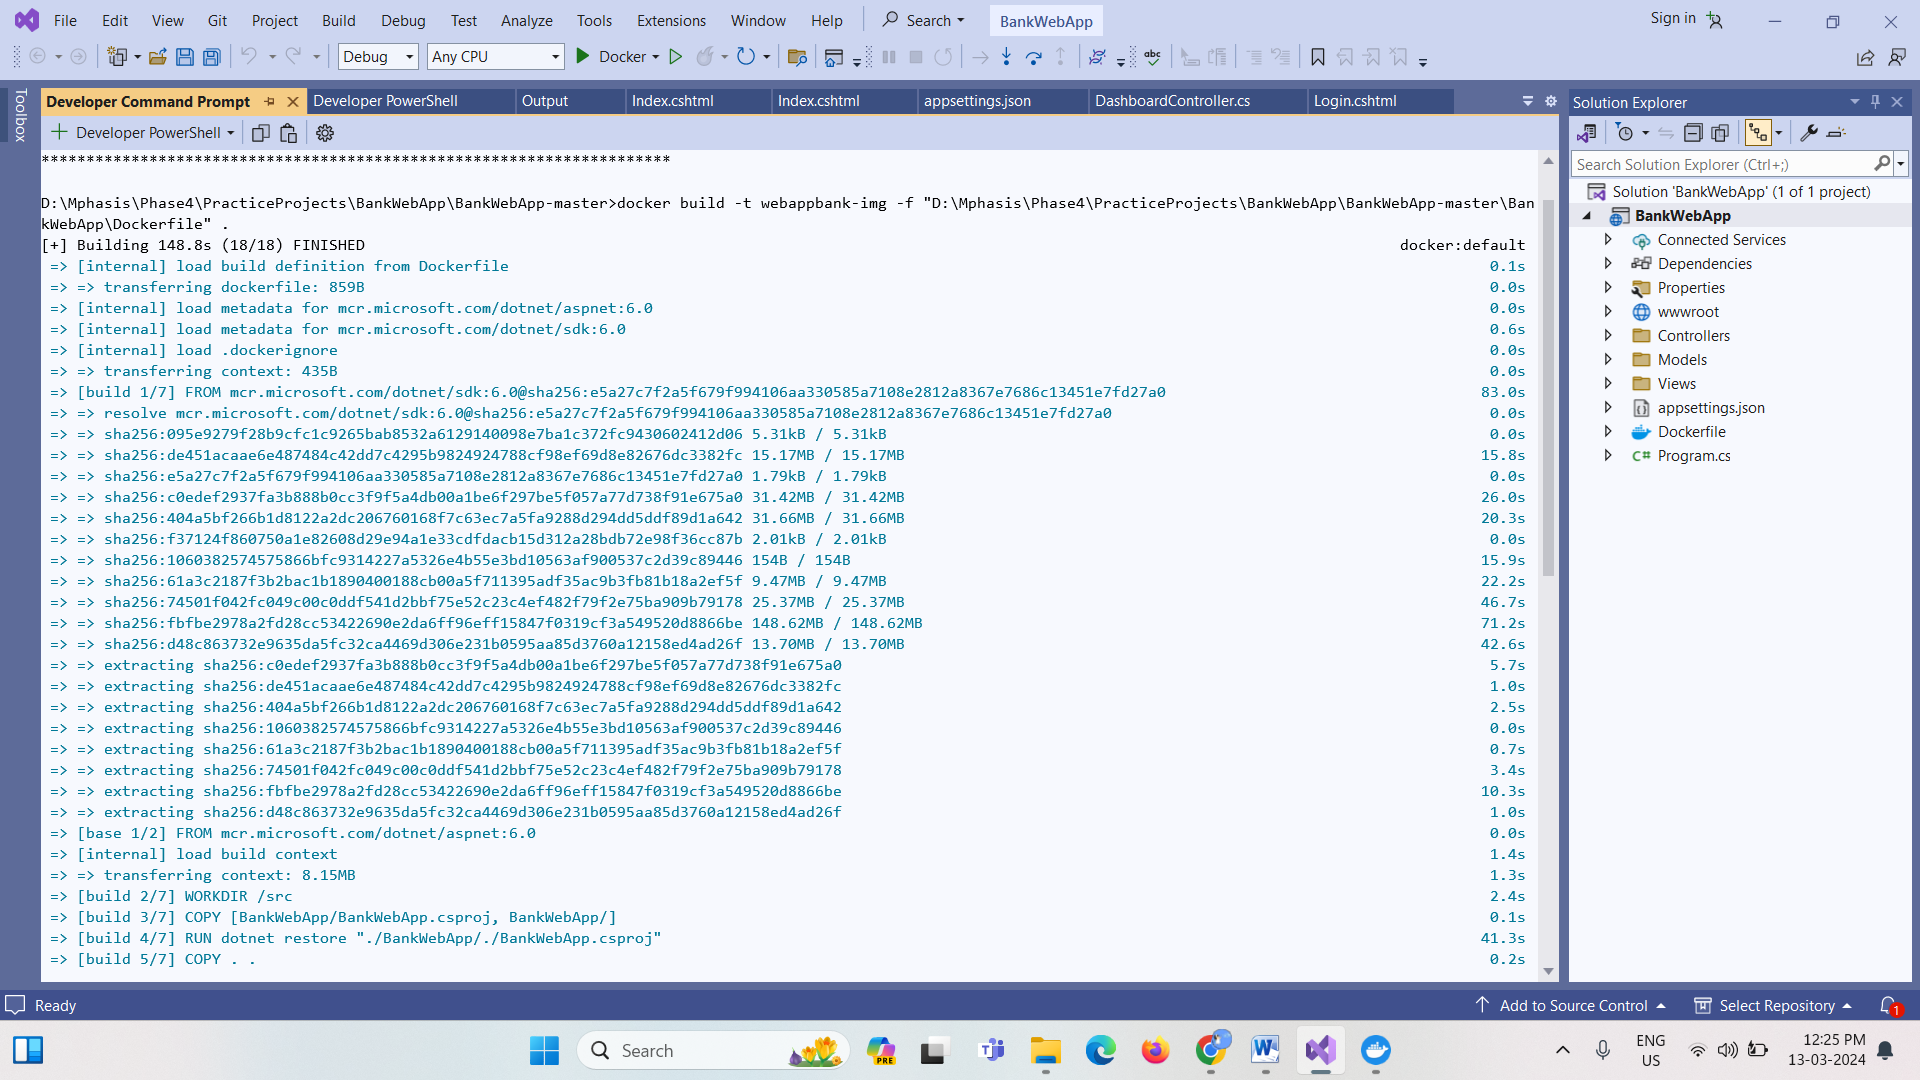 File Edit View Git Project Build Debug Test Analyze Tools Extensions Window Help Search BankWebApp Sign in
Debug Any CPU Docker
Toolbox
Developer Command Prompt Developer PowerShell Output Index.cshtml Index.cshtml appsettings.json DashboardController.cs Login.cshtml
Developer PowerShell
**********************************************************************
D:\Mphasis\Phase4\PracticeProjects\BankWebApp\BankWebApp-master>docker build -t webappbank-img -f "D:\Mphasis\Phase4\PracticeProjects\BankWebApp\BankWebApp-master\Ban
kWebApp\Dockerfile" .
[+] Building 148.8s (18/18) FINISHED docker:default
=> [internal] load build definition from Dockerfile 0.1s
=> => transferring dockerfile: 859B 0.0s
=> [internal] load metadata for mcr.microsoft.com/dotnet/aspnet:6.0 0.0s
=> [internal] load metadata for mcr.microsoft.com/dotnet/sdk:6.0 0.6s
=> [internal] load .dockerignore 0.0s
=> => transferring context: 435B 0.0s
=> [build 1/7] FROM mcr.microsoft.com/dotnet/sdk:6.0@sha256:e5a27c7f2a5f679f994106aa330585a7108e2812a8367e7686c13451e7fd27a0 83.0s
=> => resolve mcr.microsoft.com/dotnet/sdk:6.0@sha256:e5a27c7f2a5f679f994106aa330585a7108e2812a8367e7686c13451e7fd27a0 0.0s
=> => sha256:095e9279f28b9cfc1c9265bab8532a6129140098e7ba1c372fc9430602412d06 5.31kB / 5.31kB 0.0s
=> => sha256:de451acaae6e487484c42dd7c4295b9824924788cf98ef69d8e82676dc3382fc 15.17MB / 15.17MB 15.8s
=> => sha256:e5a27c7f2a5f679f994106aa330585a7108e2812a8367e7686c13451e7fd27a0 1.79kB / 1.79kB 0.0s
=> => sha256:c0edef2937fa3b888b0cc3f9f5a4db00a1be6f297be5f057a77d738f91e675a0 31.42MB / 31.42MB 26.0s
=> => sha256:404a5bf266b1d8122a2dc206760168f7c63ec7a5fa9288d294dd5ddf89d1a642 31.66MB / 31.66MB 20.3s
=> => sha256:f37124f860750a1e82608d29e94a1e33cdfdacb15d312a28bdb72e98f36cc87b 2.01kB / 2.01kB 0.0s
=> => sha256:1060382574575866bfc9314227a5326e4b55e3bd10563af900537c2d39c89446 154B / 154B 15.9s
=> => sha256:61a3c2187f3b2bac1b1890400188cb00a5f711395adf35ac9b3fb81b18a2ef5f 9.47MB / 9.47MB 22.2s
=> => sha256:74501f042fc049c00c0ddf541d2bbf75e52c23c4ef482f79f2e75ba909b79178 25.37MB / 25.37MB 46.7s
=> => sha256:fbfbe2978a2fd28cc53422690e2da6ff96eff15847f0319cf3a549520d8866be 148.62MB / 148.62MB 71.2s
=> => sha256:d48c863732e9635da5fc32ca4469d306e231b0595aa85d3760a12158ed4ad26f 13.70MB / 13.70MB 42.6s
=> => extracting sha256:c0edef2937fa3b888b0cc3f9f5a4db00a1be6f297be5f057a77d738f91e675a0 5.7s
=> => extracting sha256:de451acaae6e487484c42dd7c4295b9824924788cf98ef69d8e82676dc3382fc 1.0s
=> => extracting sha256:404a5bf266b1d8122a2dc206760168f7c63ec7a5fa9288d294dd5ddf89d1a642 2.5s
=> => extracting sha256:1060382574575866bfc9314227a5326e4b55e3bd10563af900537c2d39c89446 0.0s
=> => extracting sha256:61a3c2187f3b2bac1b1890400188cb00a5f711395adf35ac9b3fb81b18a2ef5f 0.7s
=> => extracting sha256:74501f042fc049c00c0ddf541d2bbf75e52c23c4ef482f79f2e75ba909b79178 3.4s
=> => extracting sha256:fbfbe2978a2fd28cc53422690e2da6ff96eff15847f0319cf3a549520d8866be 10.3s
=> => extracting sha256:d48c863732e9635da5fc32ca4469d306e231b0595aa85d3760a12158ed4ad26f 1.0s
=> [base 1/2] FROM mcr.microsoft.com/dotnet/aspnet:6.0 0.0s
=> [internal] load build context 1.4s
=> => transferring context: 8.15MB 1.3s
=> [build 2/7] WORKDIR /src 2.4s
=> [build 3/7] COPY [BankWebApp/BankWebApp.csproj, BankWebApp/] 0.1s
=> [build 4/7] RUN dotnet restore "./BankWebApp/./BankWebApp.csproj" 41.3s
=> [build 5/7] COPY . . 0.2s
Solution Explorer
Search Solution Explorer (Ctrl+;)
Solution 'BankWebApp' (1 of 1 project)
BankWebApp
Connected Services
Dependencies
Properties
wwwroot
Controllers
Models
Views
appsettings.json
Dockerfile
C# Program.cs
Ready Add to Source Control Select Repository 1
Search PRE ENG 12:25 PM
US 13-03-2024